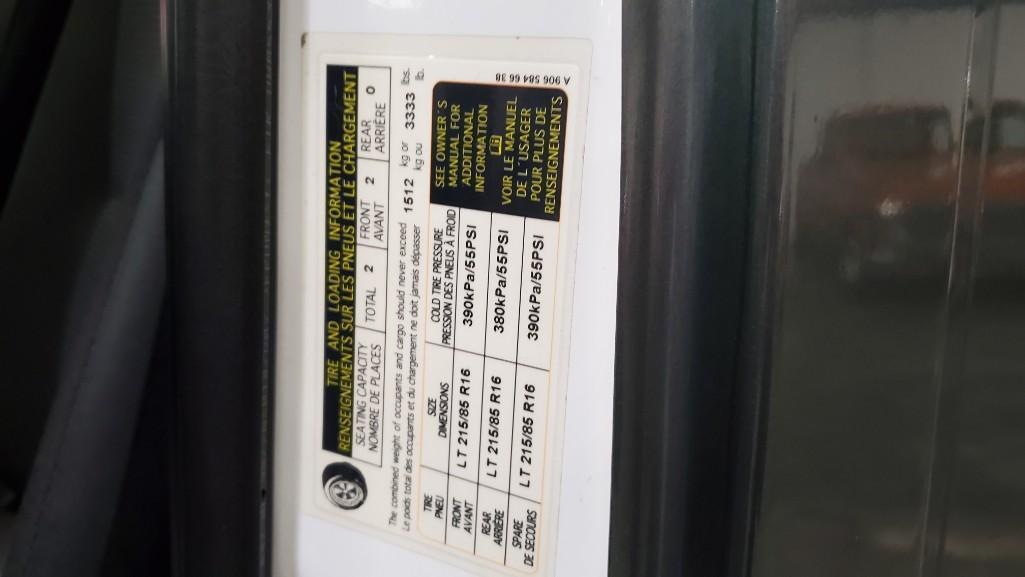 TIRE AND LOADING INFORMATION
RENSEIGNEMENTS SUR LES PNEUS ET LE CHARGEMENT
SEATING CAPACITY TOTAL 2 FRONT 2 REAR 0
NOMBRE DE PLACES AVANT ARRIÈRE
The combined weight of occupants and cargo should never exceed 1512 kg or 3333 lbs.
Le poids total des occupants et du chargement ne doit jamais dépasser kg ou lb.
TIRE SIZE COLD TIRE PRESSURE
PNEU DIMENSIONS PRESSION DES PNEUS À FROID
FRONT LT 215/85 R16 390kPa/55PSI
AVANT
REAR LT 215/85 R16 380kPa/55PSI
ARRIÈRE
SPARE LT 215/85 R16 390kPa/55PSI
DE SECOURS
SEE OWNER'S
MANUAL FOR
ADDITIONAL
INFORMATION
VOIR LE MANUEL
DE L'USAGER
POUR PLUS DE
RENSEIGNEMENTS
A 906 584 66 38